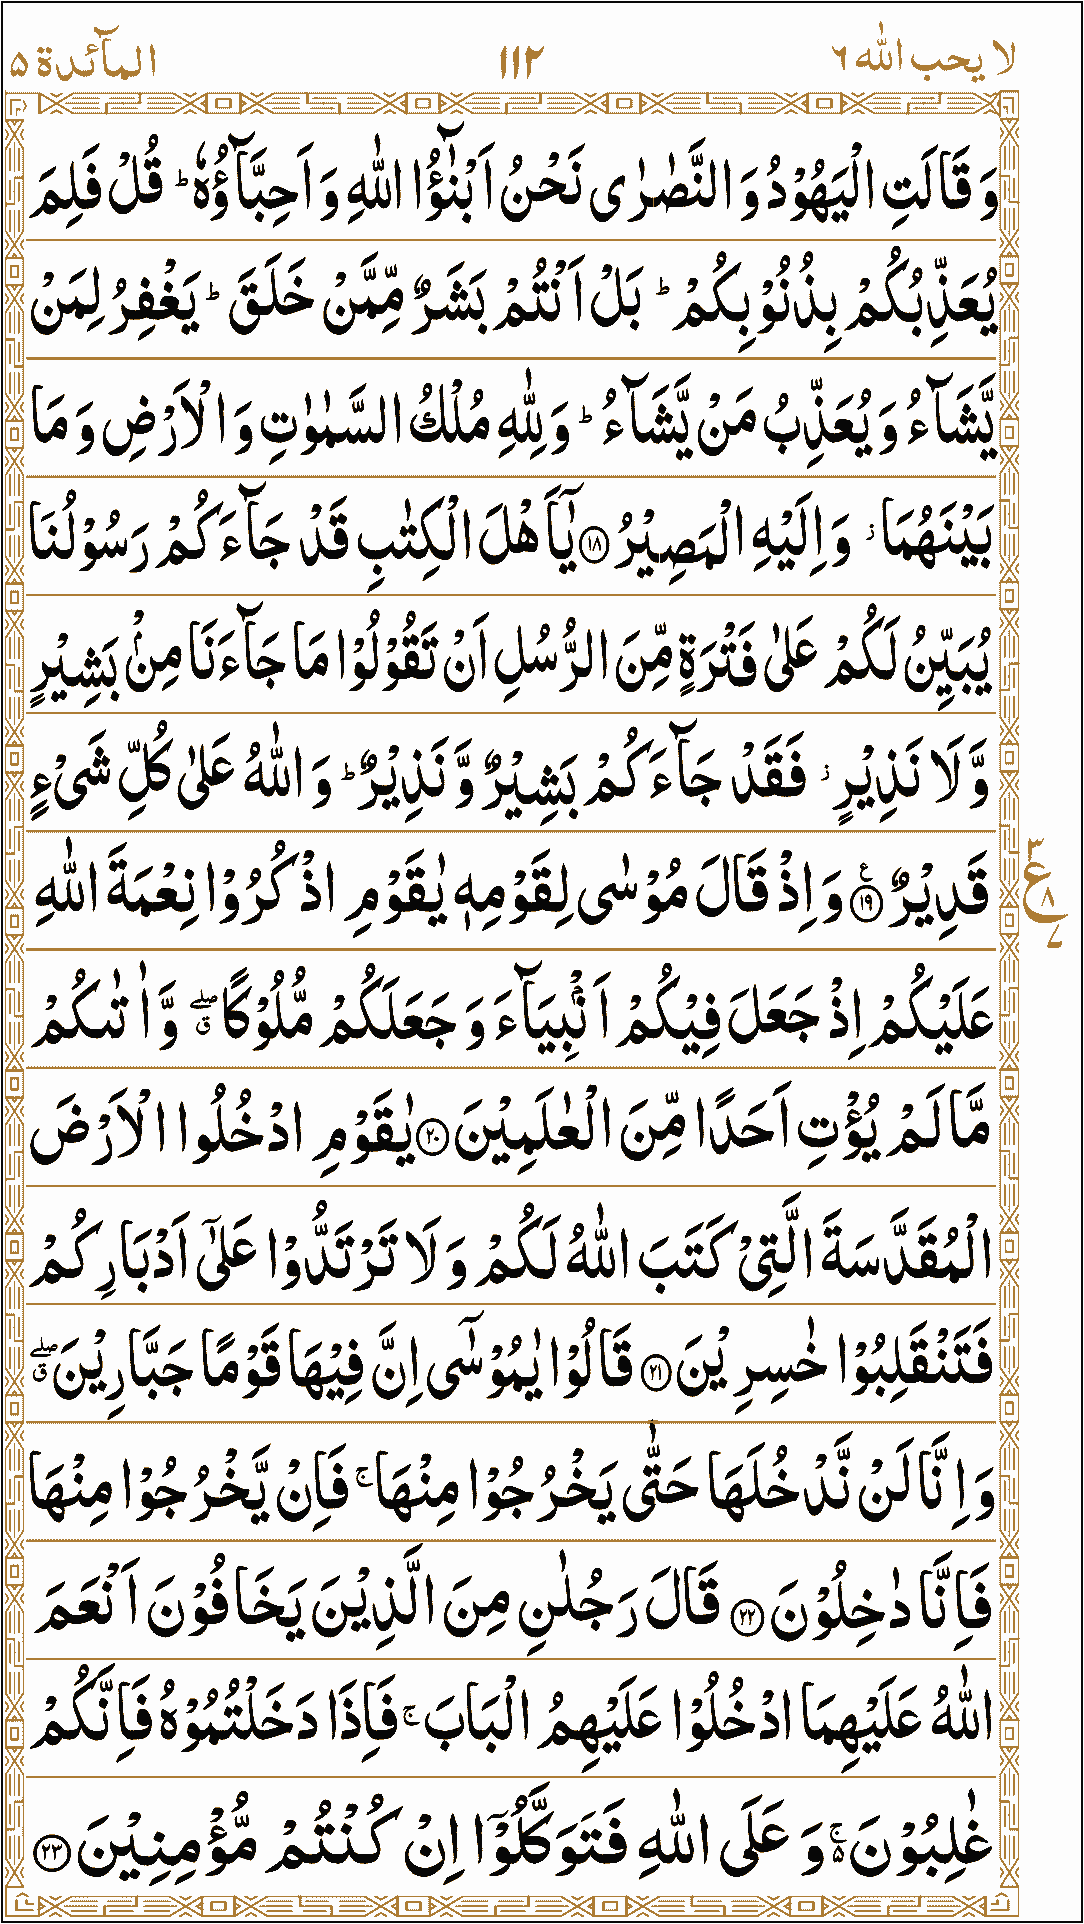 لا يحب الله ٦ ١١٢ المآئدة ٥
وَ قَالَتِ الْيَهُوْدُ وَ النَّصٰرٰى نَحْنُ اَبْنٰٓؤُا اللّٰهِ وَ اَحِبَّآؤُهٗ ؕ قُلْ فَلِمَ
يُعَذِّبُكُمْ بِذُنُوْبِكُمْ ؕ بَلْ اَنْتُمْ بَشَرٌ مِّمَّنْ خَلَقَ ؕ يَغْفِرُ لِمَنْ
يَّشَآءُ وَ يُعَذِّبُ مَنْ يَّشَآءُ ؕ وَلِلّٰهِ مُلْكُ السَّمٰوٰتِ وَ الْاَرْضِ وَ مَا
بَيْنَهُمَا ؗ وَاِلَيْهِ الْمَصِيْرُ ۝١٨ يٰۤاَهْلَ الْكِتٰبِ قَدْ جَآءَكُمْ رَسُوْلُنَا
يُبَيِّنُ لَكُمْ عَلٰى فَتْرَةٍ مِّنَ الرُّسُلِ اَنْ تَقُوْلُوْا مَا جَآءَنَا مِنْۢ بَشِيْرٍ
وَّ لَا نَذِيْرٍ ؗ فَقَدْ جَآءَكُمْ بَشِيْرٌ وَّ نَذِيْرٌ ؕ وَ اللّٰهُ عَلٰى كُلِّ شَىْءٍ
قَدِيْرٌ ۝١٩ ع وَ اِذْ قَالَ مُوْسٰى لِقَوْمِهٖ يٰقَوْمِ اذْكُرُوْا نِعْمَةَ اللّٰهِ
٣ ع ٨ ٧
عَلَيْكُمْ اِذْ جَعَلَ فِيْكُمْ اَنْۢبِيَآءَ وَ جَعَلَكُمْ مُّلُوْكًا ۖق وَّ اٰتٰىكُمْ
مَّا لَمْ يُؤْتِ اَحَدًا مِّنَ الْعٰلَمِيْنَ ۝٢٠ يٰقَوْمِ ادْخُلُوا الْاَرْضَ
الْمُقَدَّسَةَ الَّتِىْ كَتَبَ اللّٰهُ لَكُمْ وَ لَا تَرْتَدُّوْا عَلٰٓى اَدْبَارِكُمْ
فَتَنْقَلِبُوْا خٰسِرِيْنَ ۝٢١ قَالُوْا يٰمُوْسٰٓى اِنَّ فِيْهَا قَوْمًا جَبَّارِيْنَ ۖق
وَ اِنَّا لَنْ نَّدْخُلَهَا حَتّٰى يَخْرُجُوْا مِنْهَا ۚ فَاِنْ يَّخْرُجُوْا مِنْهَا
فَاِنَّا دٰخِلُوْنَ ۝٢٢ قَالَ رَجُلٰنِ مِنَ الَّذِيْنَ يَخَافُوْنَ اَنْعَمَ
اللّٰهُ عَلَيْهِمَا ادْخُلُوْا عَلَيْهِمُ الْبَابَ ۚ فَاِذَا دَخَلْتُمُوْهُ فَاِنَّكُمْ
غٰلِبُوْنَ ۚ۬ وَ عَلَى اللّٰهِ فَتَوَكَّلُوْۤا اِنْ كُنْتُمْ مُّؤْمِنِيْنَ ۝٢٣